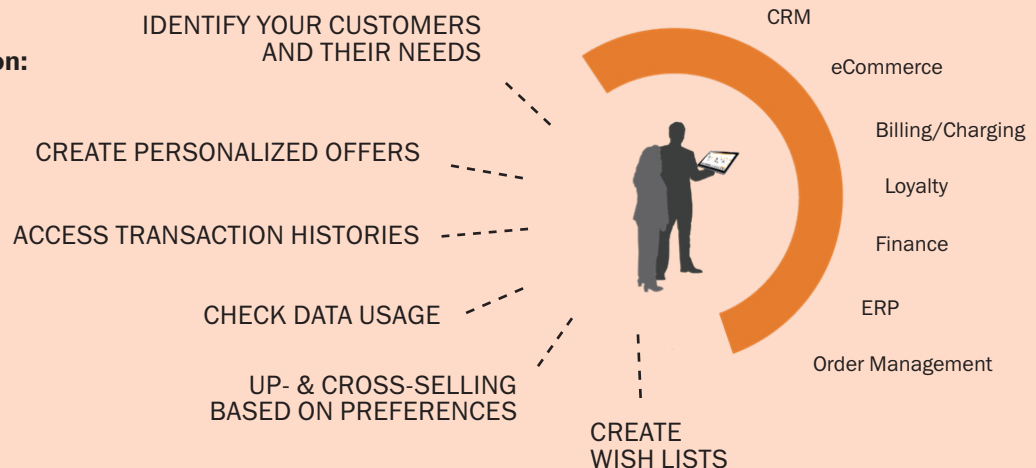 on:
IDENTIFY YOUR CUSTOMERS
AND THEIR NEEDS
CREATE PERSONALIZED OFFERS
ACCESS TRANSACTION HISTORIES
CHECK DATA USAGE
UP- & CROSS-SELLING
BASED ON PREFERENCES
CREATE
WISH LISTS
CRM
eCommerce
Billing/Charging
Loyalty
Finance
ERP
Order Management